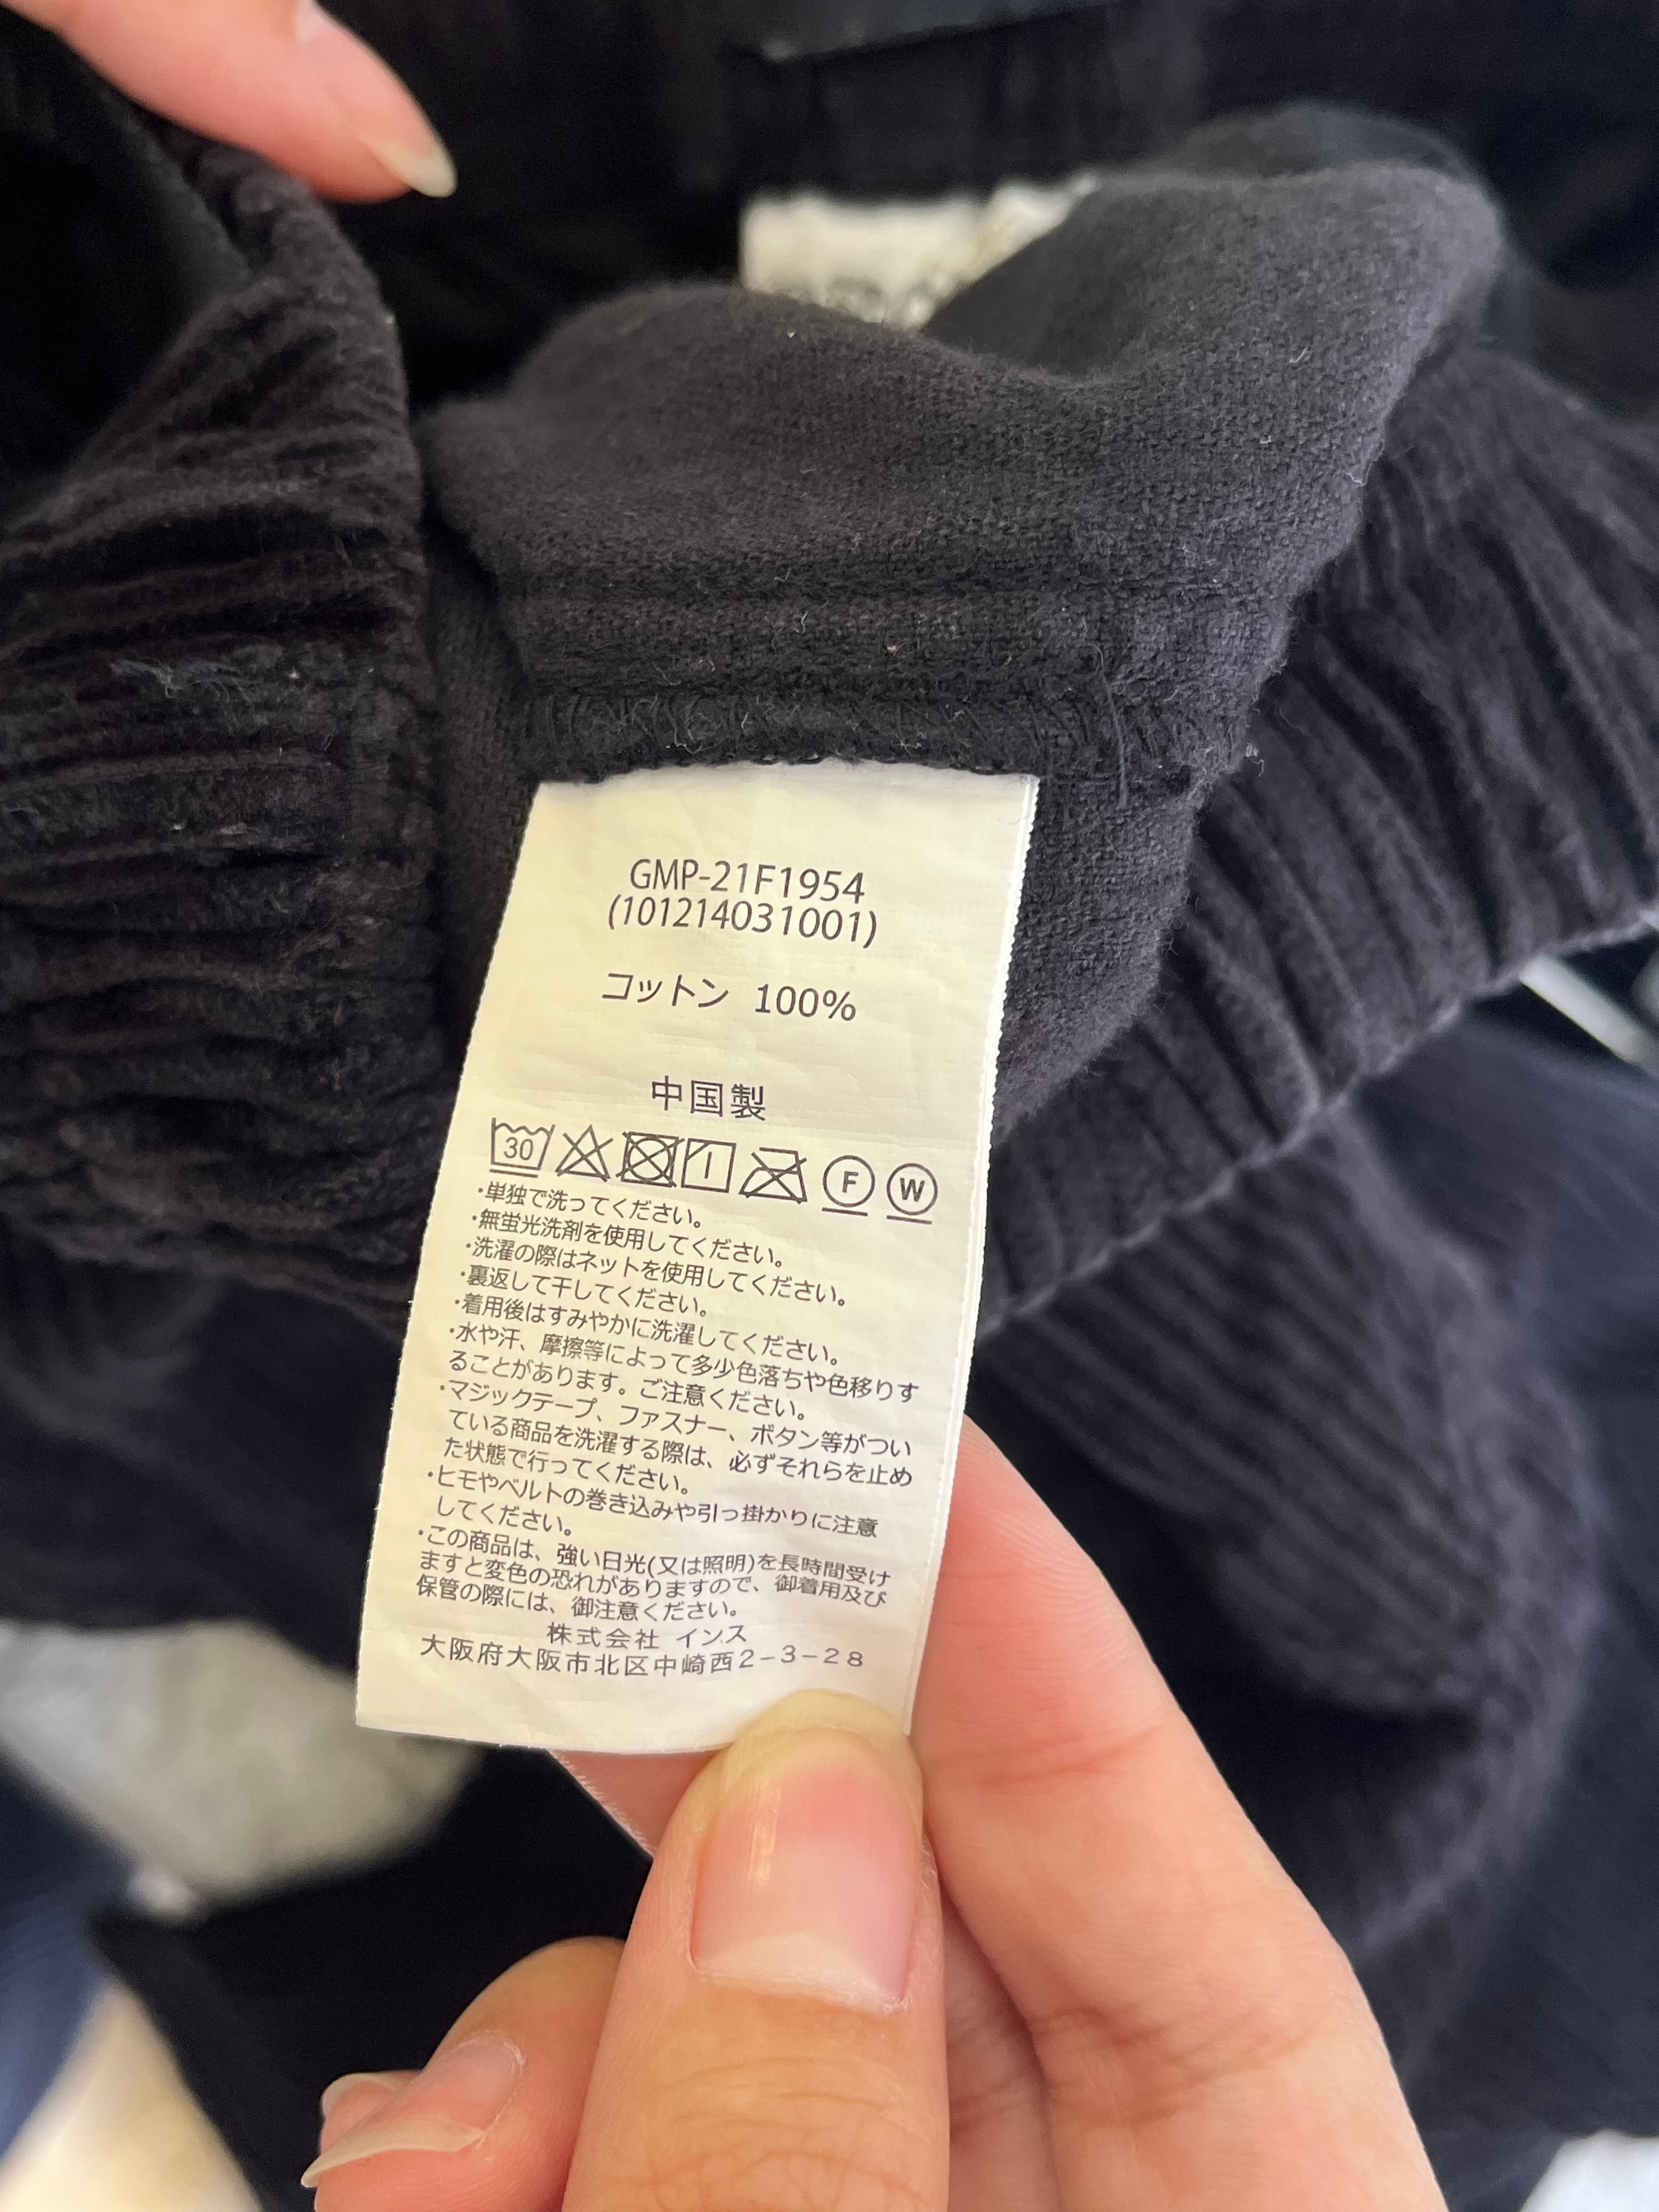 GMP-21F1954
(101214031001)
コットン 100%
中国製
30 F W
・単独で洗ってください。
・無蛍光洗剤を使用してください。
・洗濯の際はネットを使用してください。
・裏返して干してください。
・着用後はすみやかに洗濯してください。
・水や汗、摩擦等によって多少色落ちや色移りす
ることがあります。ご注意ください。
・マジックテープ、ファスナー、ボタン等がつい
ている商品を洗濯する際は、必ずそれらを止め
た状態で行ってください。
・ヒモやベルトの巻き込みや引っ掛かりに注意
してください。
・この商品は、強い日光(又は照明)を長時間受け
ますと変色の恐れがありますので、御着用及び
保管の際には、御注意ください。
株式会社 インス
大阪府大阪市北区中崎西2-3-28